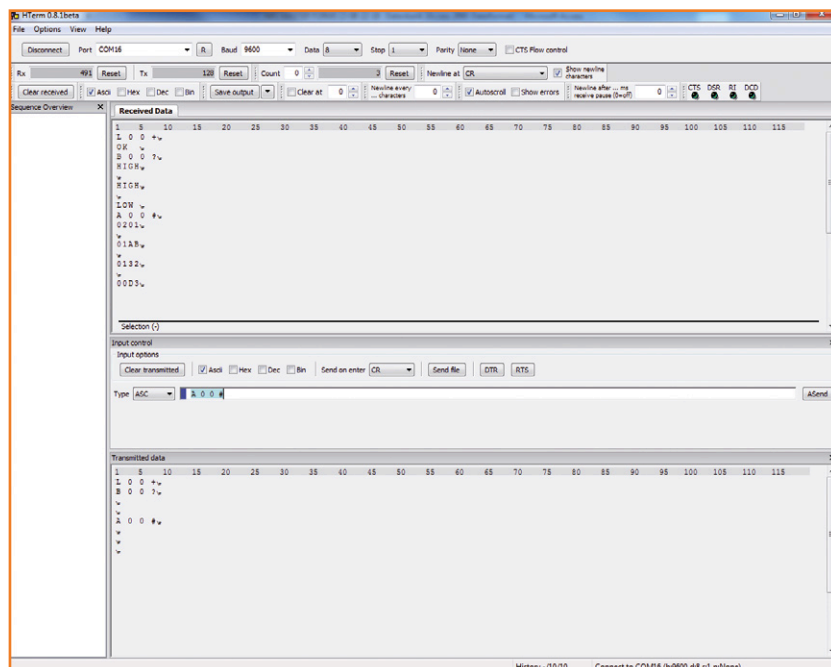 HTerm 0.8.1beta
File Options View Help
Disconnect Port COM16 R Baud 9600 Data 8 Stop 1 Parity None CTS Flow control
Rx 491 Reset Tx 128 Reset Count 0 3 Reset Newline at CR Show newline characters
Clear received Ascii Hex Dec Bin Save output Clear at 0 Newline every ... characters 0 Autoscroll Show errors Newline after ... ms receive pause (0=off) 0 CTS DSR RI DCD
Sequence Overview
Received Data
1 5 10 15 20 25 30 35 40 45 50 55 60 65 70 75 80 85 90 95 100 105 110 115
L 0 0 +
OK
B 0 0 ?
HIGH
HIGH
LOW
A 0 0 #
0201
01AB
0132
00D3
Selection (-)
Input control
Input options
Clear transmitted Ascii Hex Dec Bin Send on enter CR Send file DTR RTS
Type ASC A 0 0 # ASend
Transmitted data
1 5 10 15 20 25 30 35 40 45 50 55 60 65 70 75 80 85 90 95 100 105 110 115
L 0 0 +
B 0 0 ?
A 0 0 #